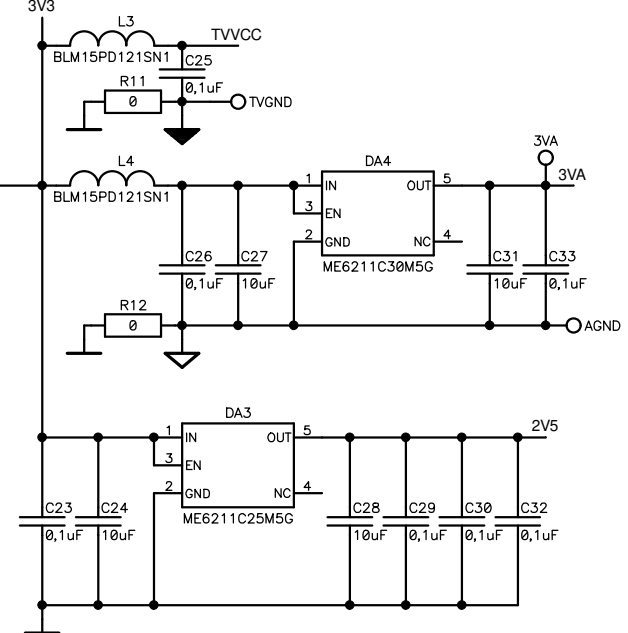 3V3
L3
TVVCC
BLM15PD121SN1
C25
0,1uF
R11
0
TVGND
L4
BLM15PD121SN1
DA4
3VA
3VA
1 IN OUT 5
3 EN
2 GND NC 4
ME6211C30M5G
C26
0,1uF
C27
10uF
C31
10uF
C33
0,1uF
R12
0
AGND
DA3
2V5
1 IN OUT 5
3 EN
2 GND NC 4
ME6211C25M5G
C23
0,1uF
C24
10uF
C28
10uF
C29
0,1uF
C30
0,1uF
C32
0,1uF